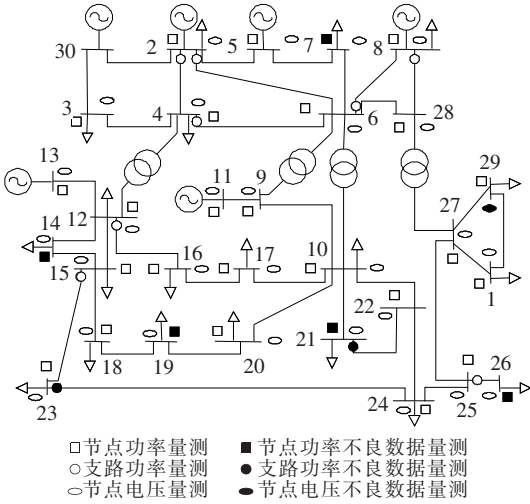 30 2 5 7 8
3 4 6 28
13 11 9 29
14 12 27
15 16 17 10 1
22
18 19 20 21
23 24 25 26
□节点功率量测 ■节点功率不良数据量测
○支路功率量测 ●支路功率不良数据量测
○节点电压量测 ●节点电压不良数据量测